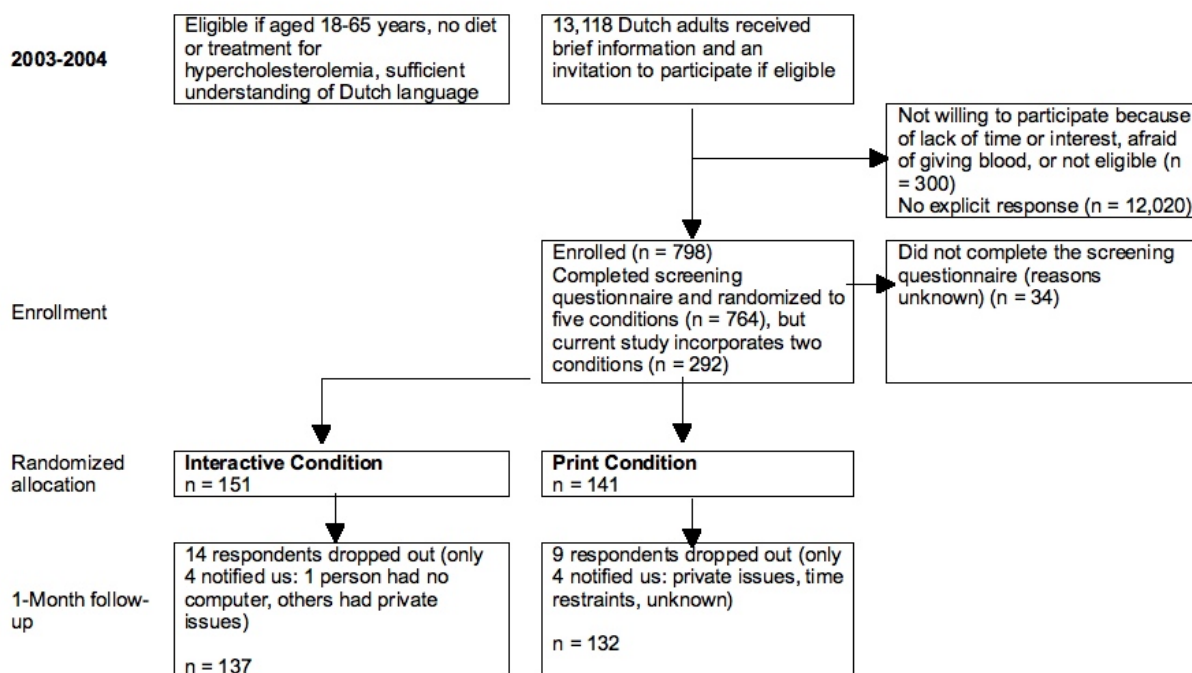 2003-2004
Eligible if aged 18-65 years, no diet
or treatment for
hypercholesterolemia, sufficient
understanding of Dutch language
13,118 Dutch adults received
brief information and an
invitation to participate if eligible
Not willing to participate because
of lack of time or interest, afraid
of giving blood, or not eligible (n
= 300)
No explicit response (n = 12,020)
Enrollment
Enrolled (n = 798)
Completed screening
questionnaire and randomized to
five conditions (n = 764), but
current study incorporates two
conditions (n = 292)
Did not complete the screening
questionnaire (reasons
unknown) (n = 34)
Randomized
allocation
Interactive Condition
n = 151
Print Condition
n = 141
1-Month follow-
up
14 respondents dropped out (only
4 notified us: 1 person had no
computer, others had private
issues)
n = 137
9 respondents dropped out (only
4 notified us: private issues, time
restraints, unknown)
n = 132